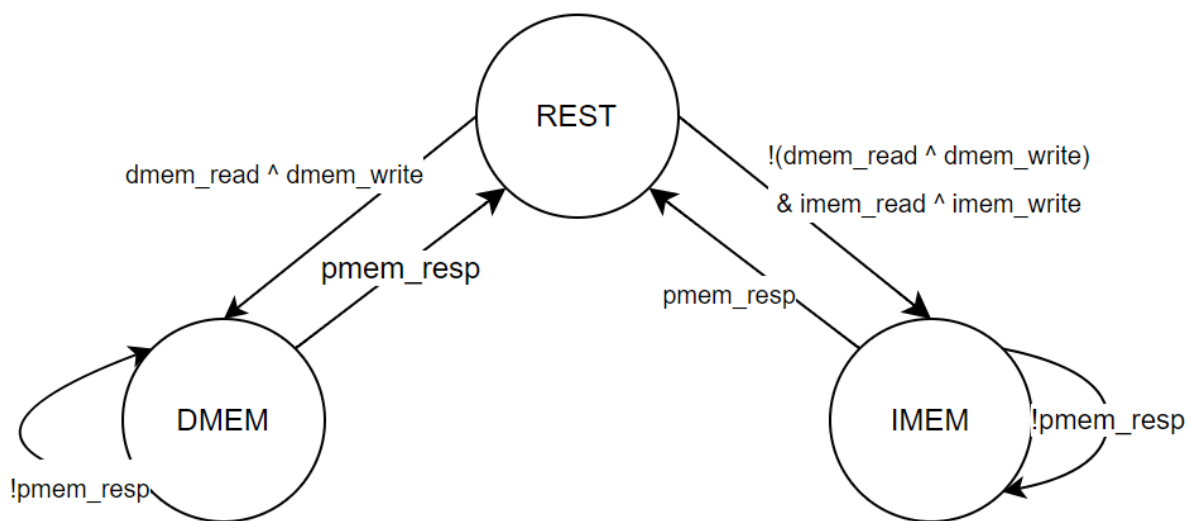 REST
dmem_read ^ dmem_write
!(dmem_read ^ dmem_write)
& imem_read ^ imem_write
pmem_resp
pmem_resp
DMEM
IMEM
!pmem_resp
!pmem_resp